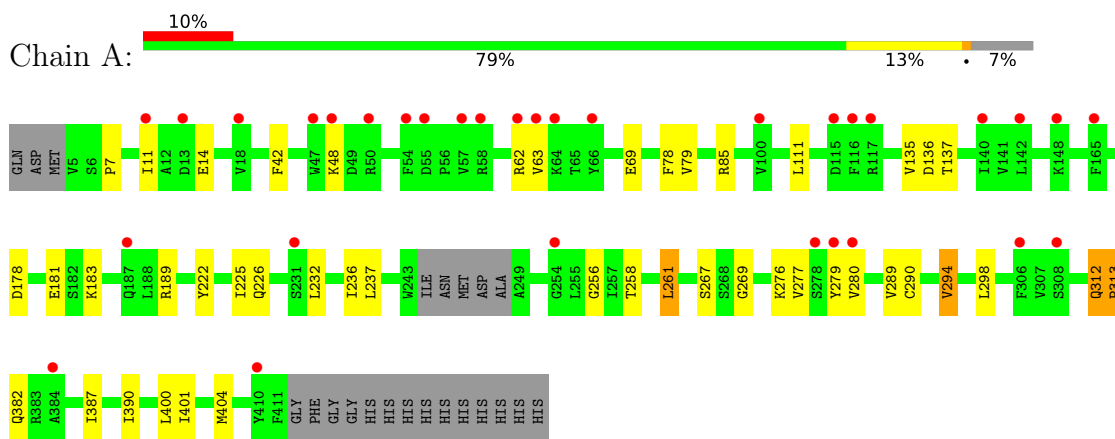 10%
Chain A:
79% 13% • 7%
GLN ASP MET V5 S6 P7 I11 A12 D13 E14 V18 F42 W47 K48 D49 R50 F54 D55 P56 V57 R58 R62 V63 K64 T65 Y66 E69 F78 V79 R85 V100 L111 D115 F116 R117 V135 D136 T137 I140 V141 L142 K148 F165
D178 E181 S182 K183 Q187 L188 R189 Y222 I225 Q226 S231 L232 I236 L237 W243 ILE ASN MET ASP ALA A249 G254 L255 G256 I257 T258 L261 S267 S268 G269 K276 V277 S278 Y279 V280 V289 C290 V294 L298 F306 V307 S308 Q312
Q382 R383 A384 I387 I390 L400 I401 M404 Y410 F411 GLY PHE GLY GLY HIS HIS HIS HIS HIS HIS HIS HIS HIS HIS